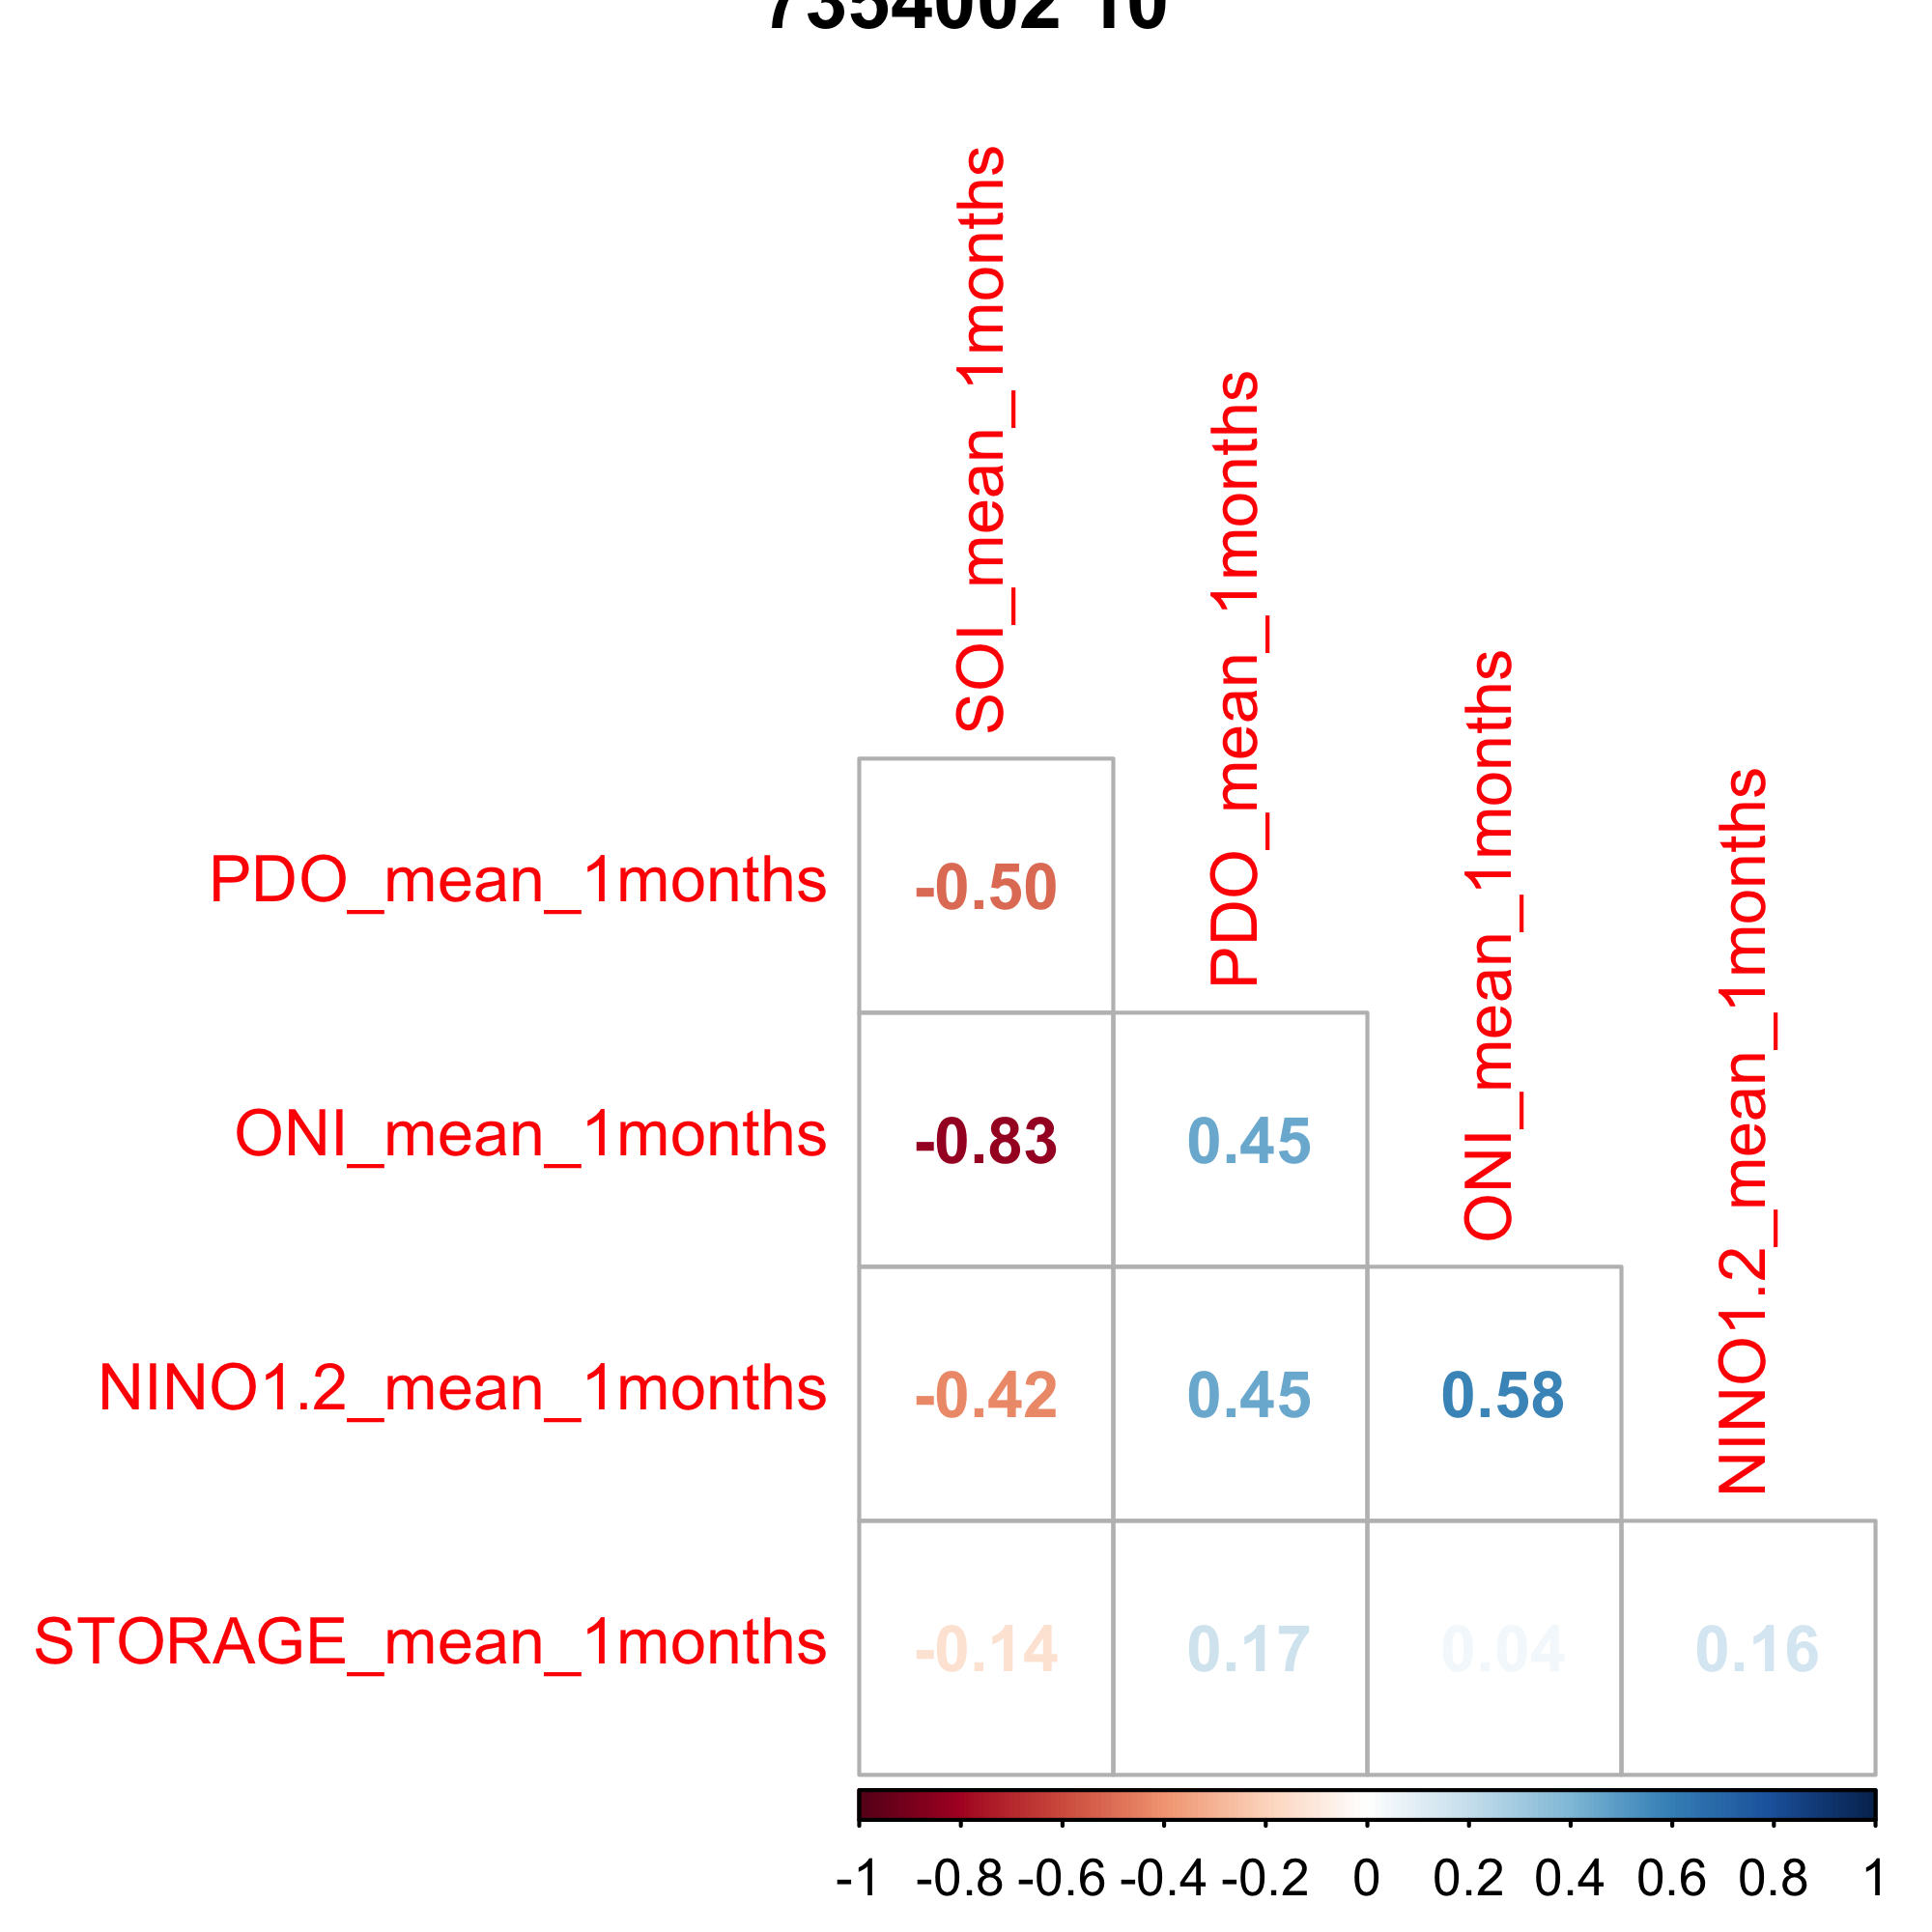 7354002 10
SOI_mean_1months
PDO_mean_1months
ONI_mean_1months
NINO1.2_mean_1months
PDO_mean_1months -0.50
ONI_mean_1months -0.83 0.45
NINO1.2_mean_1months -0.42 0.45 0.58
STORAGE_mean_1months -0.14 0.17 0.04 0.16
-1 -0.8 -0.6 -0.4 -0.2 0 0.2 0.4 0.6 0.8 1